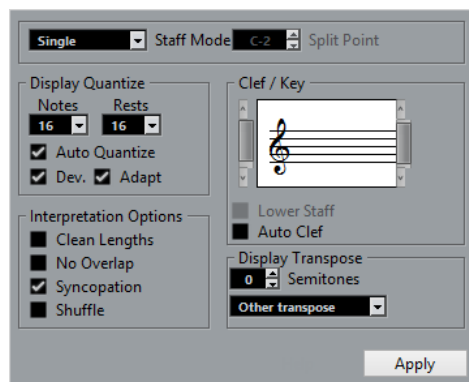 Single Staff Mode C-2 Split Point
Display Quantize
Notes Rests
16 16
Auto Quantize
Dev. Adapt
Interpretation Options
Clean Lengths
No Overlap
Syncopation
Shuffle
Clef / Key
Lower Staff
Auto Clef
Display Transpose
0 Semitones
Other transpose
Apply